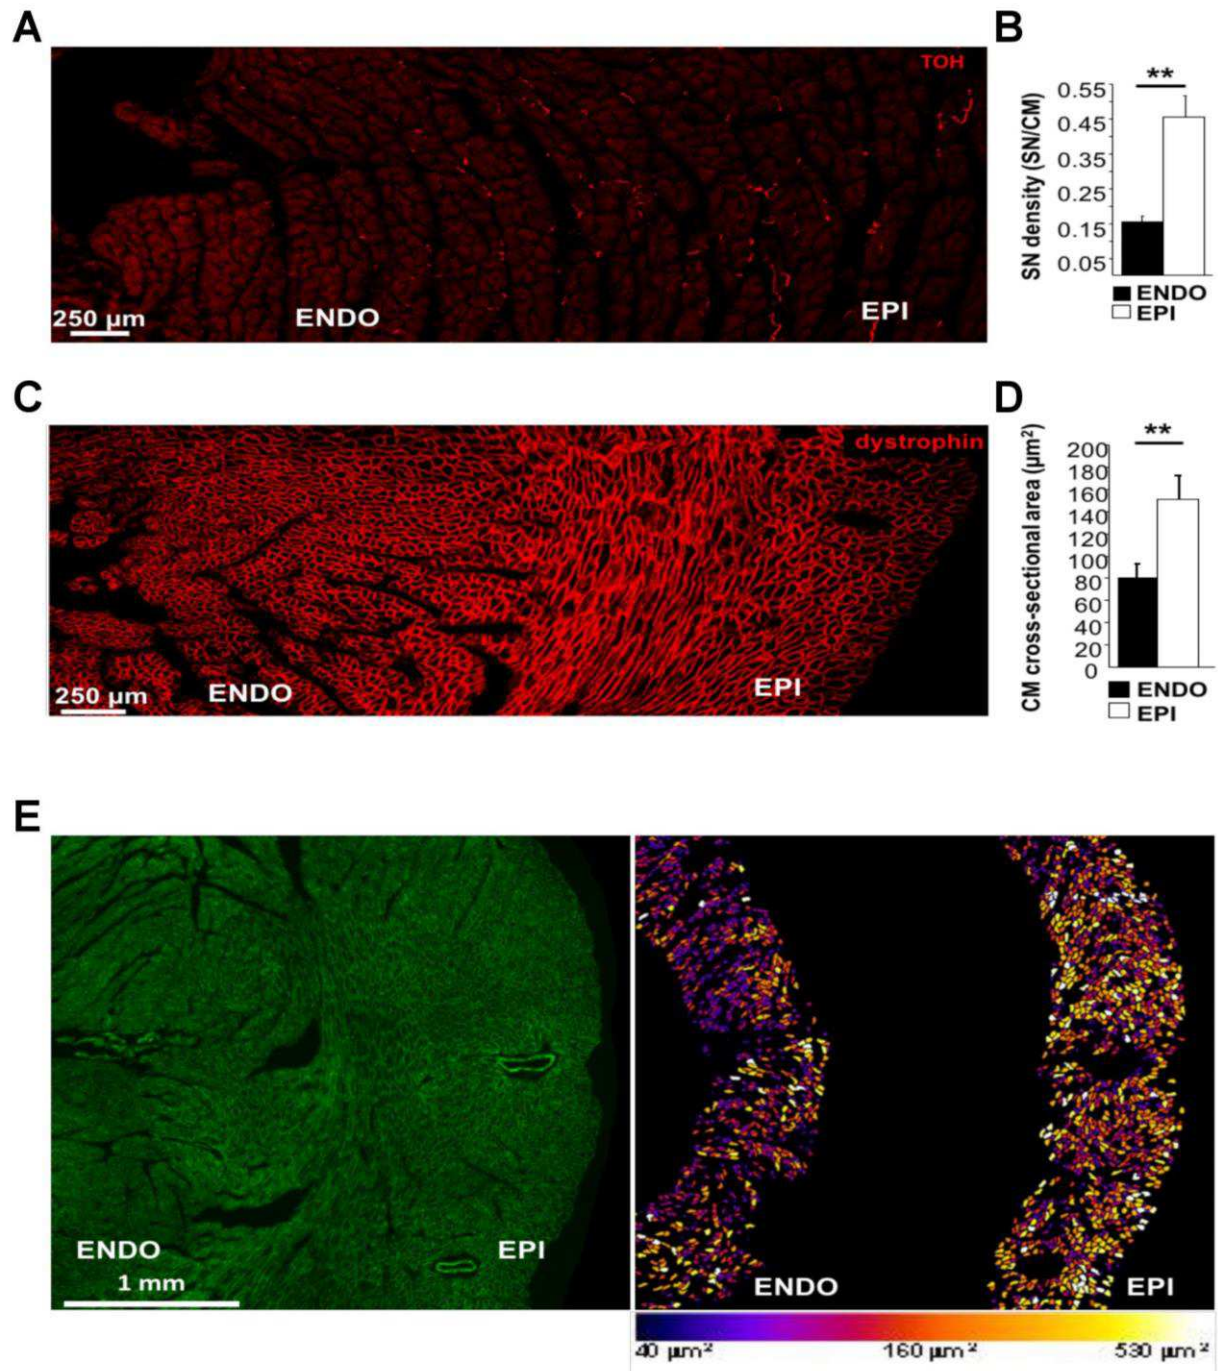 A
TOH
250 µm
ENDO
EPI
B
**
SN density (SN/CM)
0.55
0.45
0.35
0.25
0.15
0.05
ENDO
EPI
C
dystrophin
250 µm
ENDO
EPI
D
**
CM cross-sectional area (µm²)
200
180
160
140
120
100
80
60
40
20
0
ENDO
EPI
E
ENDO
1 mm
EPI
ENDO
EPI
40 µm² 160 µm² 530 µm²